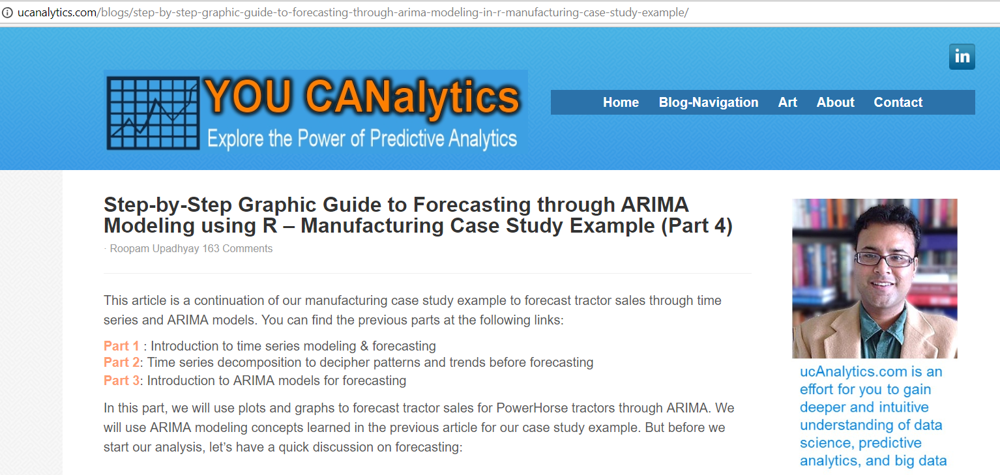 ucanalytics.com/blogs/step-by-step-graphic-guide-to-forecasting-through-arima-modeling-in-r-manufacturing-case-study-example/
in
YOU CANalytics
Explore the Power of Predictive Analytics
Home Blog-Navigation Art About Contact
Step-by-Step Graphic Guide to Forecasting through ARIMA
Modeling using R – Manufacturing Case Study Example (Part 4)
· Roopam Upadhyay 163 Comments
This article is a continuation of our manufacturing case study example to forecast tractor sales through time
series and ARIMA models. You can find the previous parts at the following links:
Part 1 : Introduction to time series modeling & forecasting
Part 2: Time series decomposition to decipher patterns and trends before forecasting
Part 3: Introduction to ARIMA models for forecasting
In this part, we will use plots and graphs to forecast tractor sales for PowerHorse tractors through ARIMA. We
will use ARIMA modeling concepts learned in the previous article for our case study example. But before we
start our analysis, let’s have a quick discussion on forecasting:
ucAnalytics.com is an
effort for you to gain
deeper and intuitive
understanding of data
science, predictive
analytics, and big data